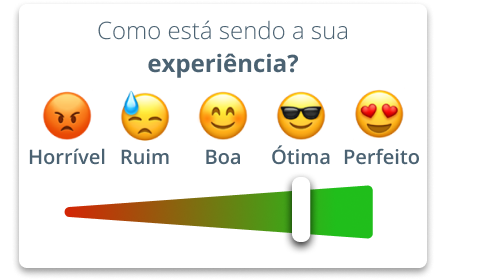 Como está sendo a sua
experiência?
Horrível Ruim Boa Ótima Perfeito